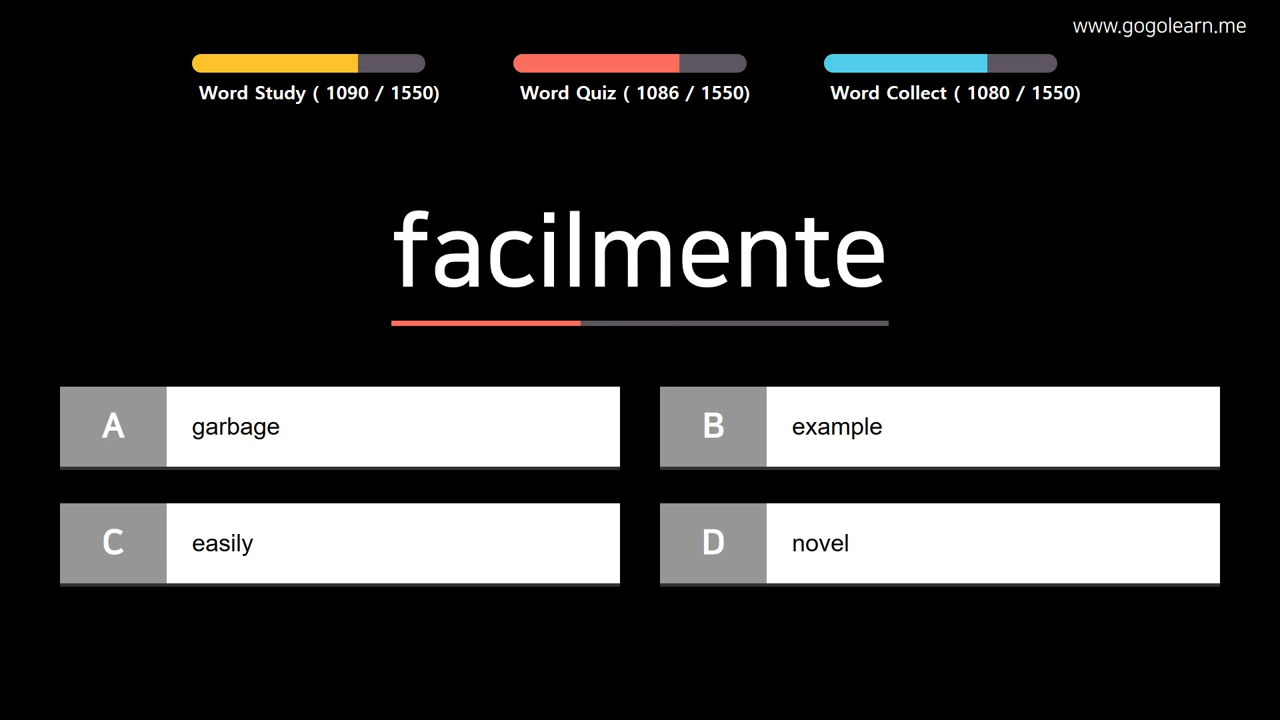 www.gogolearn.me
Word Study ( 1090 / 1550)
Word Quiz ( 1086 / 1550)
Word Collect ( 1080 / 1550)
facilmente
A garbage
B example
C easily
D novel